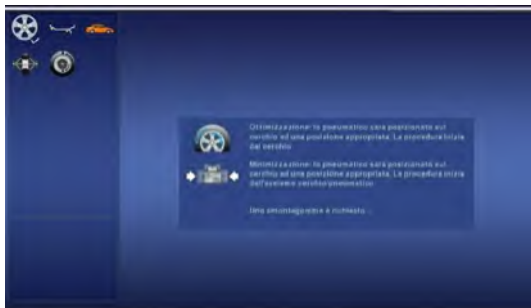 Ottimizzazione: lo pneumatico sarà posizionato sul
cerchio ad una posizione appropriata. La procedura inizia
dal cerchio
Minimizzazione: lo pneumatico sarà posizionato sul
cerchio ad una posizione appropriata. La procedura inizia
dall'assieme cerchio/pneumatico
Uno smontagomme è richiesto ...